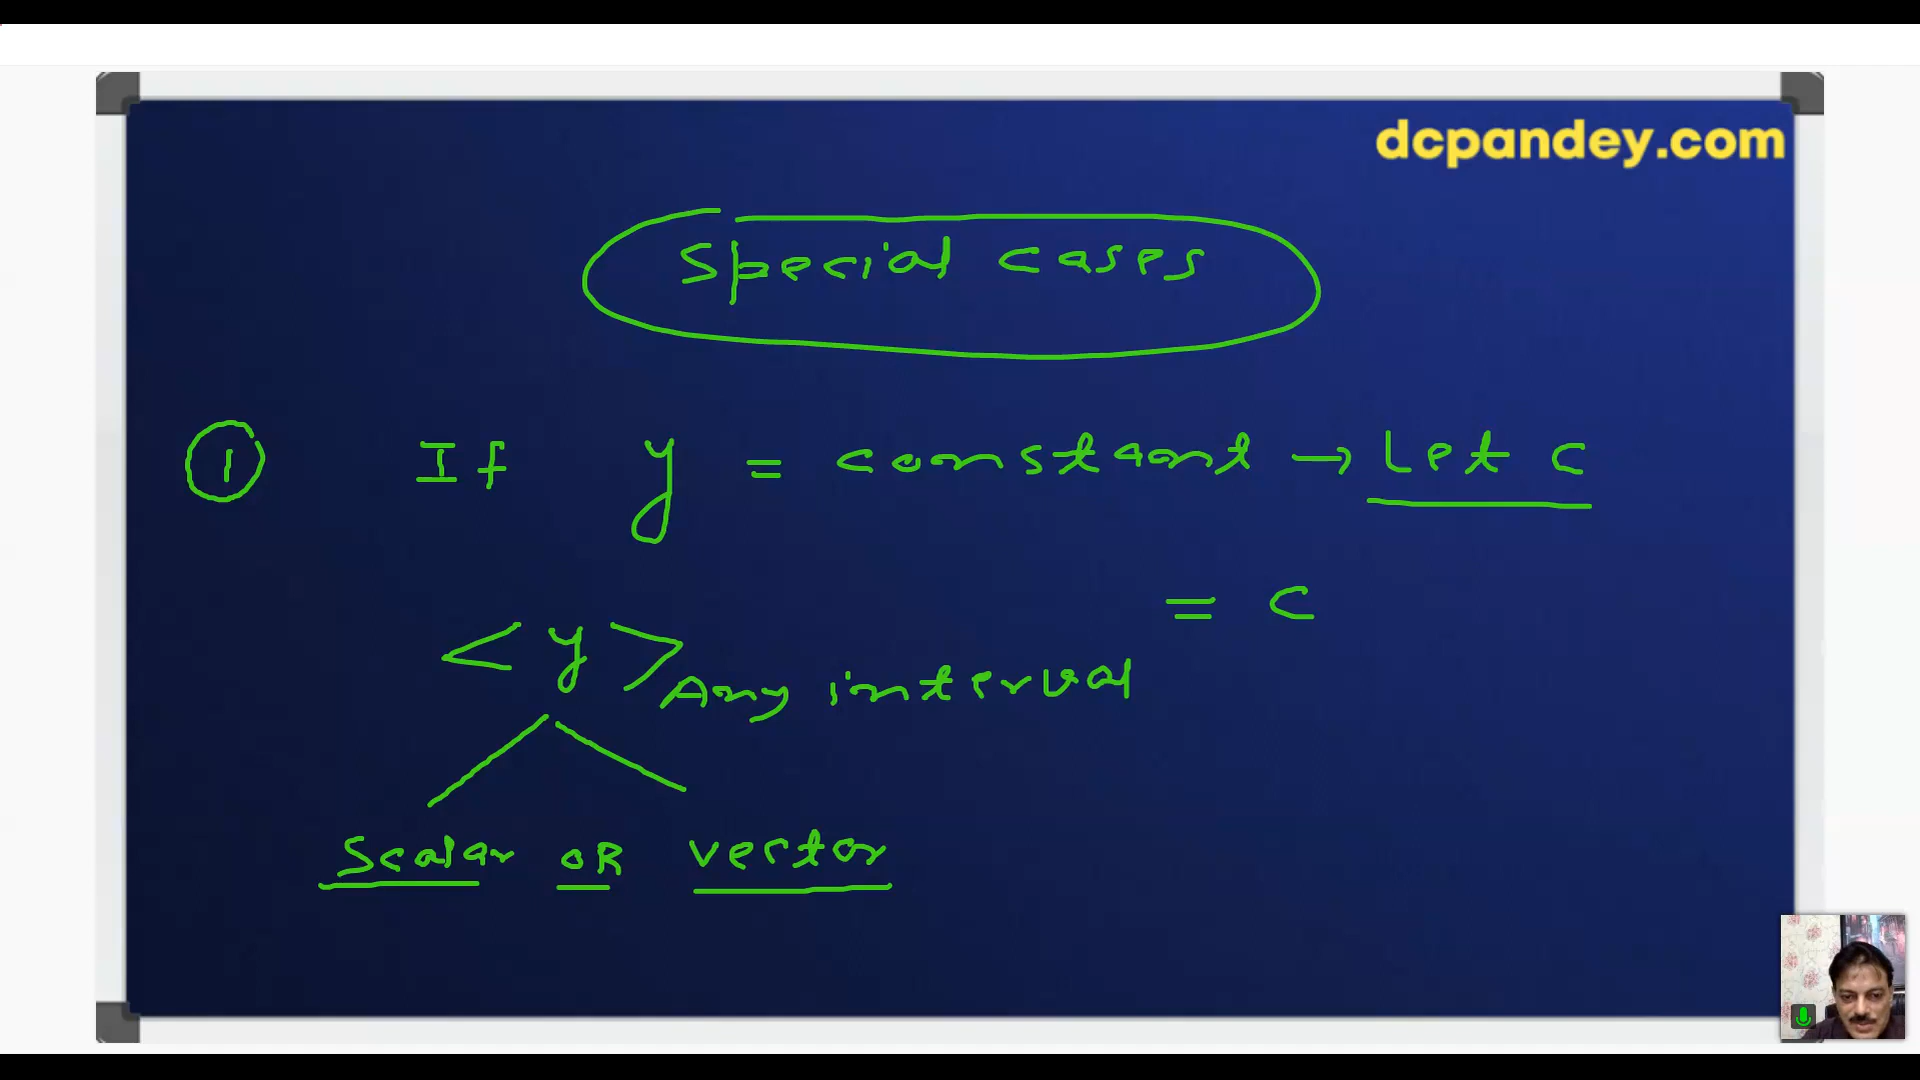 dcpandey.com
Special cases
① If y = constant → Let c
<y> Any interval = c
Scalar OR vector